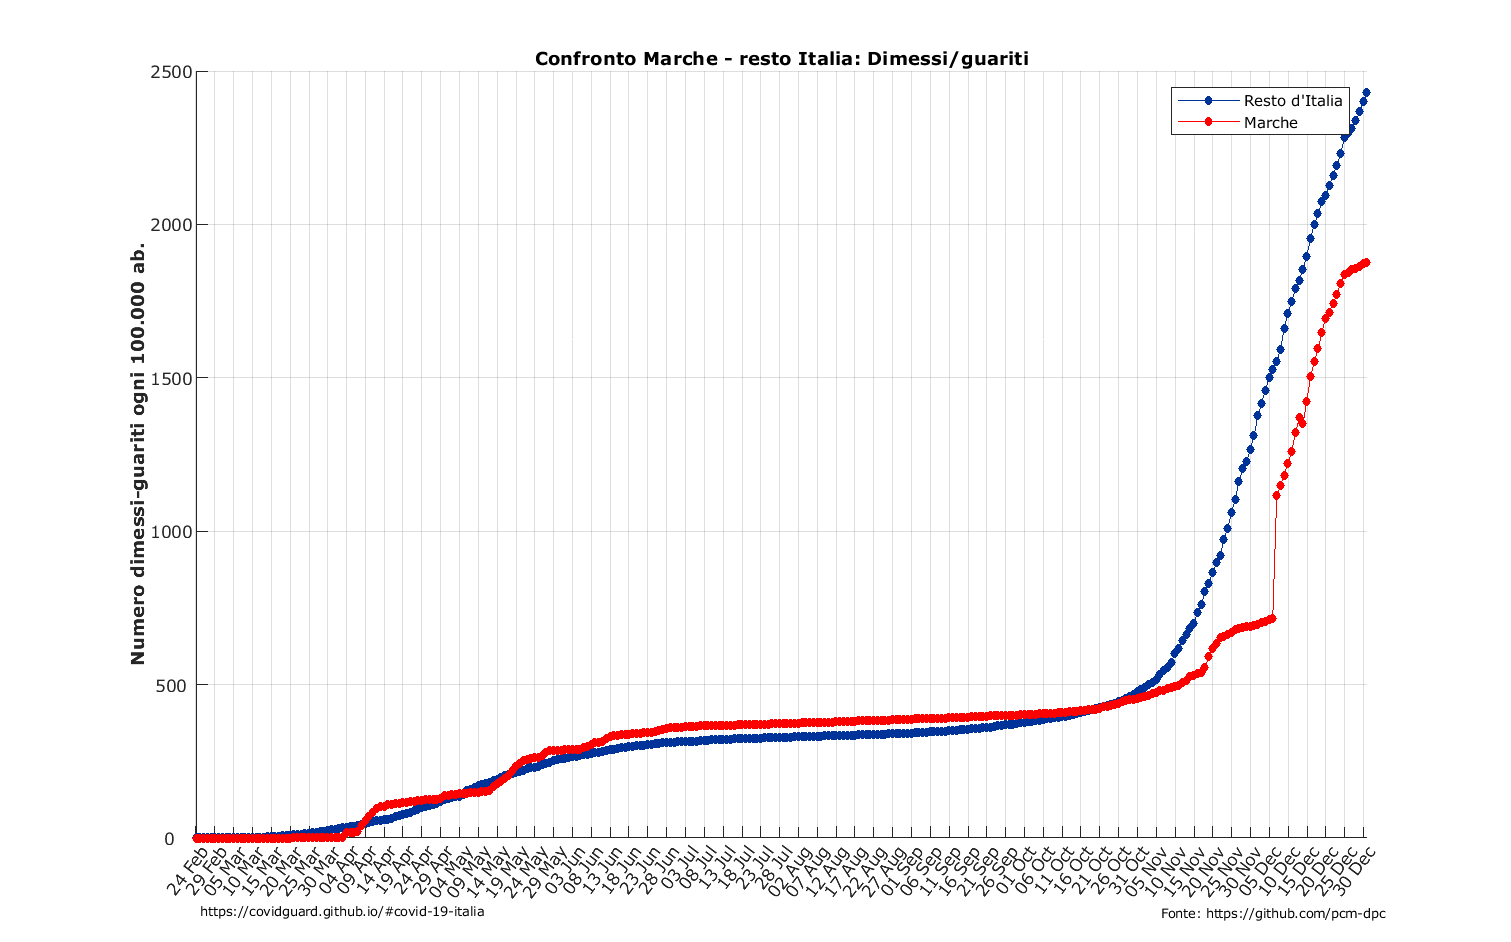 Confronto Marche - resto Italia: Dimessi/guariti
Numero dimessi-guariti ogni 100.000 ab.
2500
2000
1500
1000
500
0
Resto d'Italia
Marche
24 Feb
29 Feb
05 Mar
10 Mar
15 Mar
20 Mar
25 Mar
30 Mar
04 Apr
09 Apr
14 Apr
19 Apr
24 Apr
29 Apr
04 May
09 May
14 May
19 May
24 May
29 May
03 Jun
08 Jun
13 Jun
18 Jun
23 Jun
28 Jun
03 Jul
08 Jul
13 Jul
18 Jul
23 Jul
28 Jul
02 Aug
07 Aug
12 Aug
17 Aug
22 Aug
27 Aug
01 Sep
06 Sep
11 Sep
16 Sep
21 Sep
26 Sep
01 Oct
06 Oct
11 Oct
16 Oct
21 Oct
26 Oct
31 Oct
05 Nov
10 Nov
15 Nov
20 Nov
25 Nov
30 Nov
05 Dec
10 Dec
15 Dec
20 Dec
25 Dec
30 Dec
https://covidguard.github.io/#covid-19-italia
Fonte: https://github.com/pcm-dpc